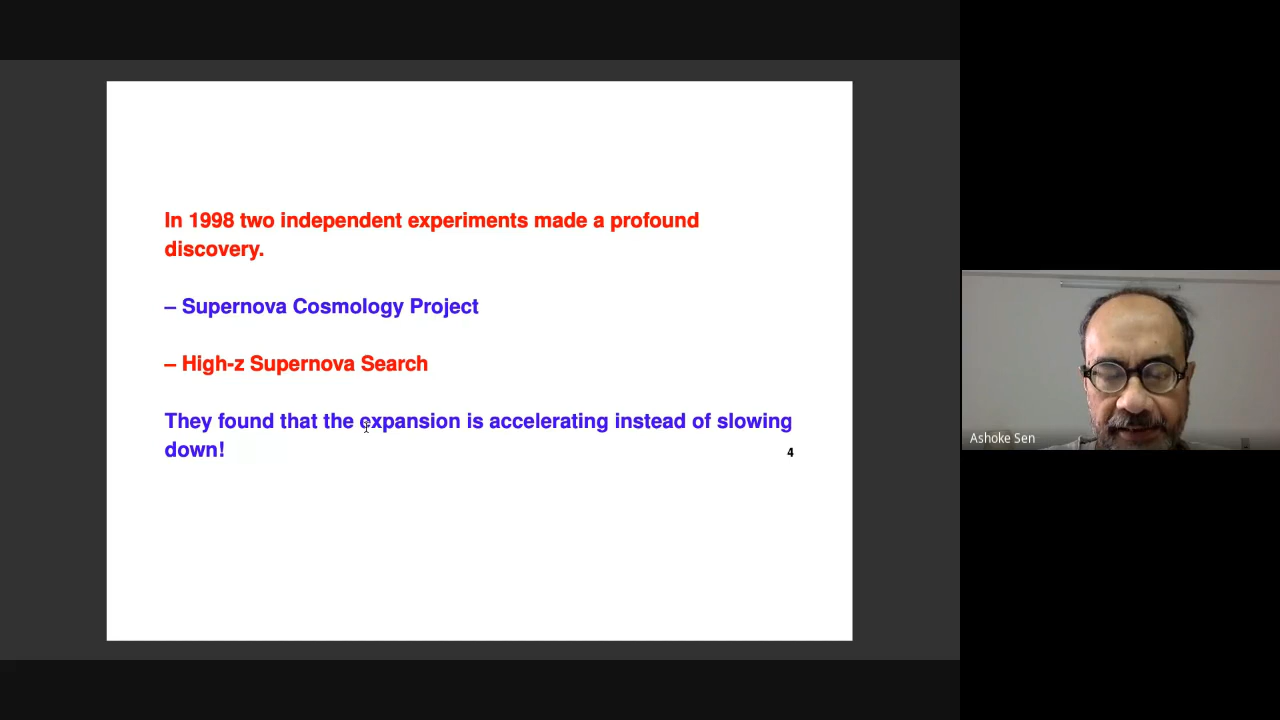 In 1998 two independent experiments made a profound
discovery.
– Supernova Cosmology Project
– High-z Supernova Search
They found that the expansion is accelerating instead of slowing
down!
4
Ashoke Sen